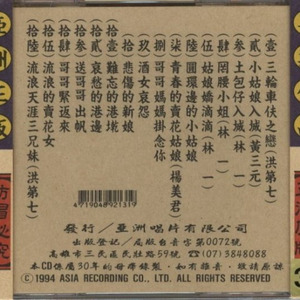 壹 三輪車伕之戀(洪第七)
貳 小姑娘入城(黃三元)
參 土包仔入城(林一)
肆 閹腰小姐(林一)
伍 姑娘嬌滴滴(林一)
陸 圓環邊的小姑娘
柒 青春的賣花姑娘(楊美君)
捌 哥哥媽媽掛念你
玖 酒女哀怨
拾 悲傷的新娘
拾壹 難忘的港墘
拾貳 哀愁的港邊
拾參 送哥哥出帆
拾肆 哥哥緊返來
拾伍 流浪的賣花女
拾陸 流浪天涯三兄妹(洪第七)
4719048921311
發行/亞洲唱片有限公司
出版登記/局版台音字第0072號
高雄市三民區民壯路59號 (07)5848088
本CD係屬30年的母帶錄製,如有雜音,敬請原諒
©1994 ASIA RECORDING CO., LTD. ALL RIGHTS RESERVED